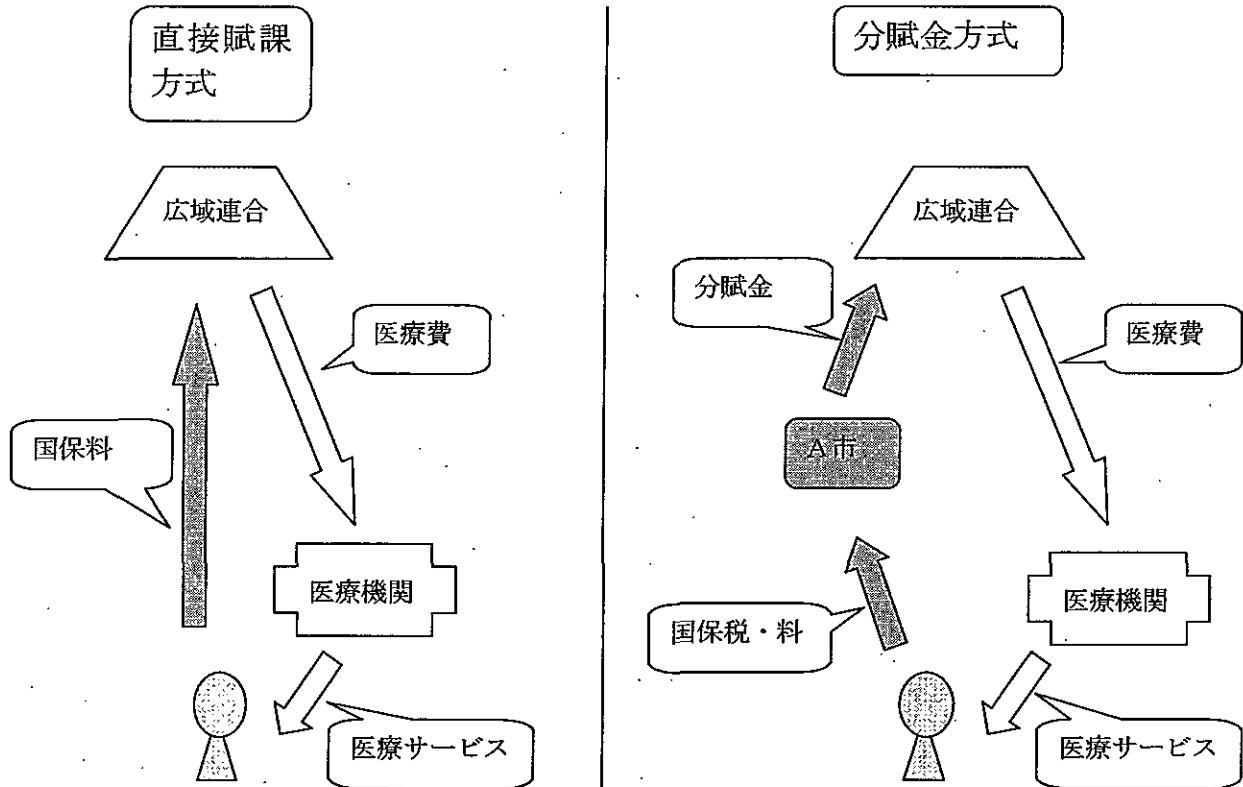 直接賦課
方式
広域連合
医療費
国保料
医療機関
医療サービス
分賦金方式
広域連合
分賦金
医療費
A市
医療機関
国保税・料
医療サービス